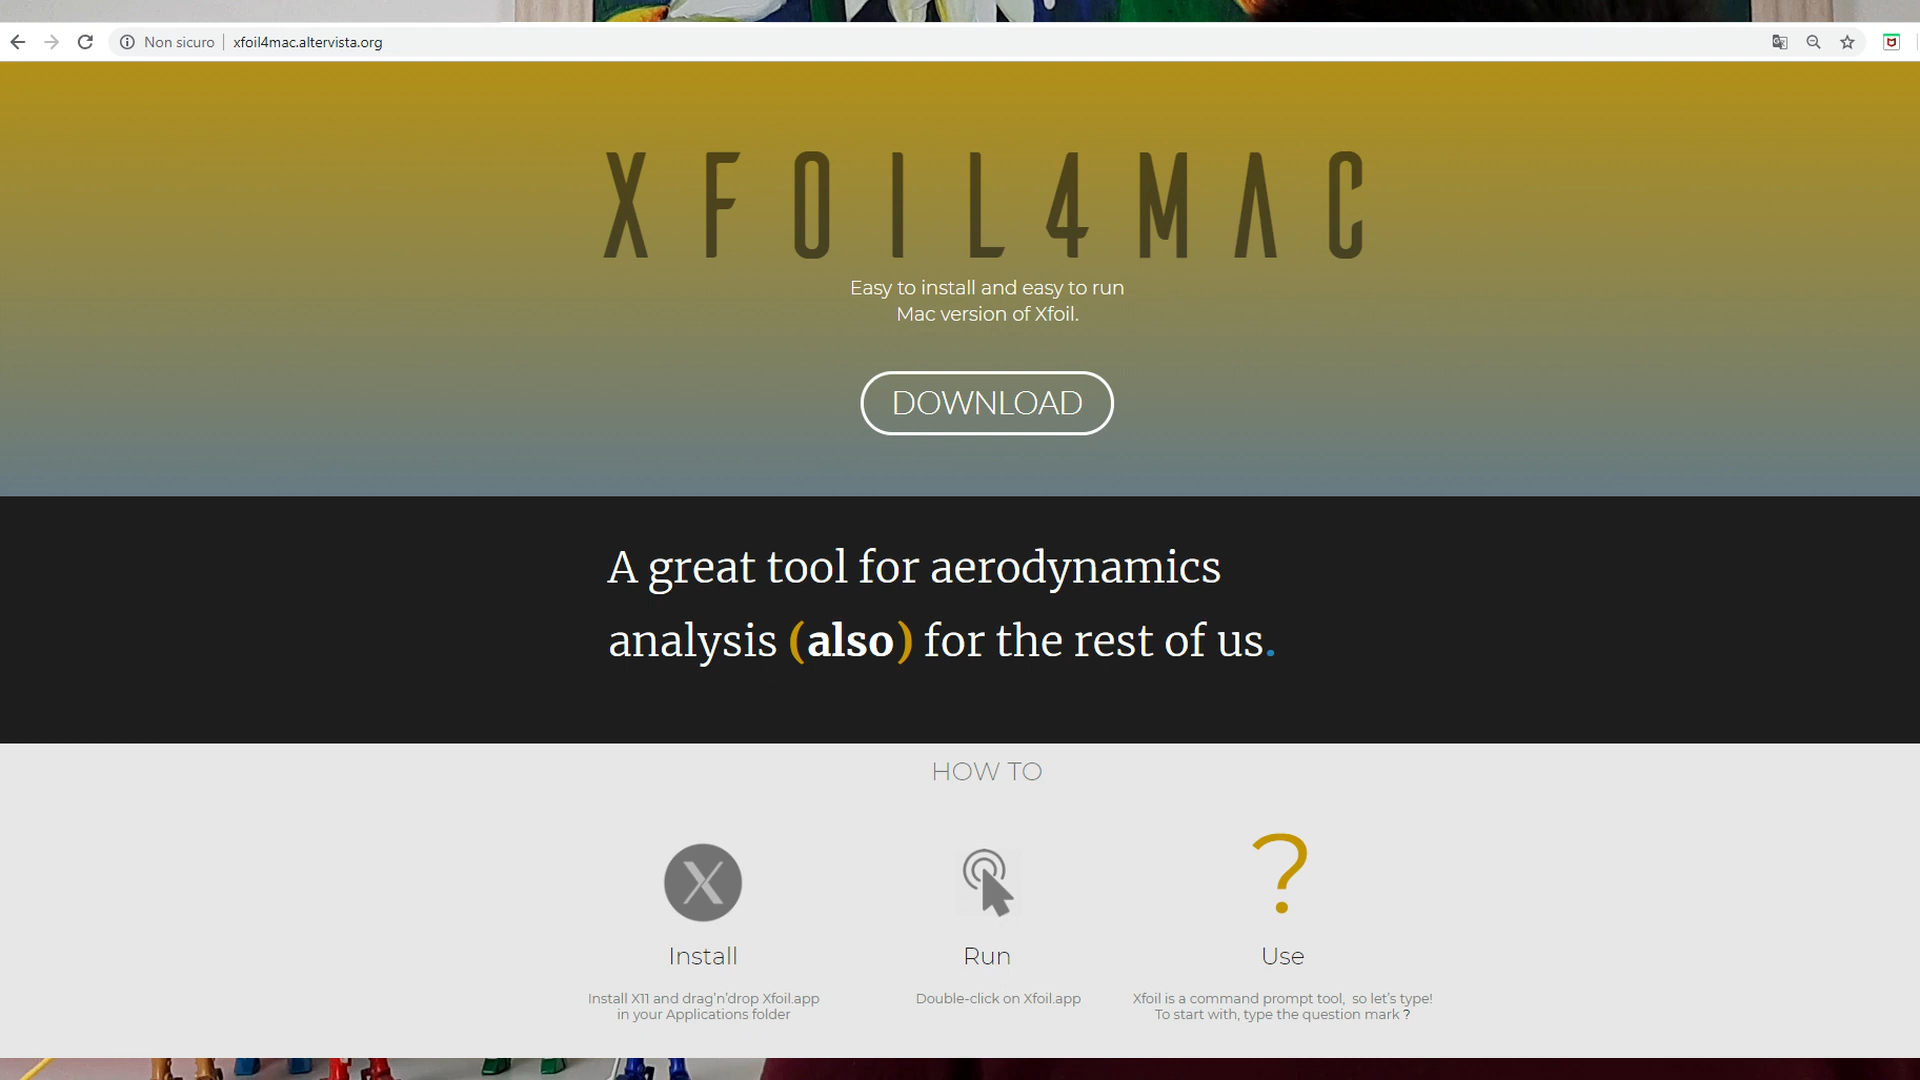 Non sicuro xfoil4mac.altervista.org
XFOIL4MAC
Easy to install and easy to run
Mac version of Xfoil.
DOWNLOAD
A great tool for aerodynamics
analysis (also) for the rest of us.
HOW TO
?
Install
Install X11 and drag'n'drop Xfoil.app
in your Applications folder
Run
Double-click on Xfoil.app
Use
Xfoil is a command prompt tool, so let's type!
To start with, type the question mark ?